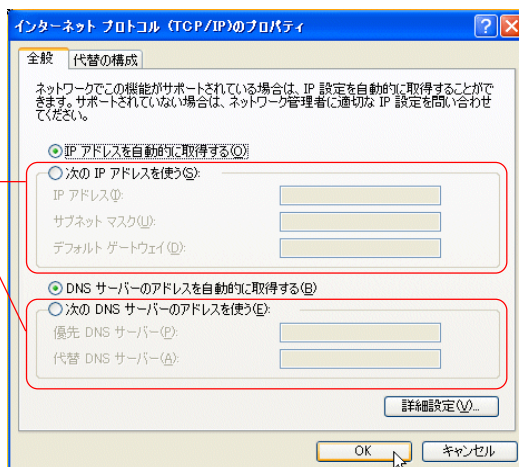 インターネット プロトコル (TCP/IP)のプロパティ
全般
代替の構成
ネットワークでこの機能がサポートされている場合は、IP 設定を自動的に取得することがで
きます。サポートされていない場合は、ネットワーク管理者に適切な IP 設定を問い合わせ
てください。
IP アドレスを自動的に取得する(O)
次の IP アドレスを使う(S):
IP アドレス(I):
サブネット マスク(U):
デフォルト ゲートウェイ(D):
DNS サーバーのアドレスを自動的に取得する(B)
次の DNS サーバーのアドレスを使う(E):
優先 DNS サーバー(P):
代替 DNS サーバー(A):
詳細設定(V)...
OK
キャンセル